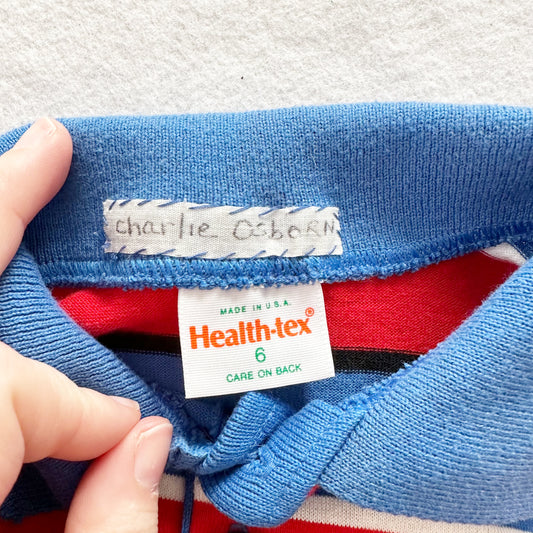 Charlie OsboRN
MADE IN U.S.A.
Health-tex®
6
CARE ON BACK